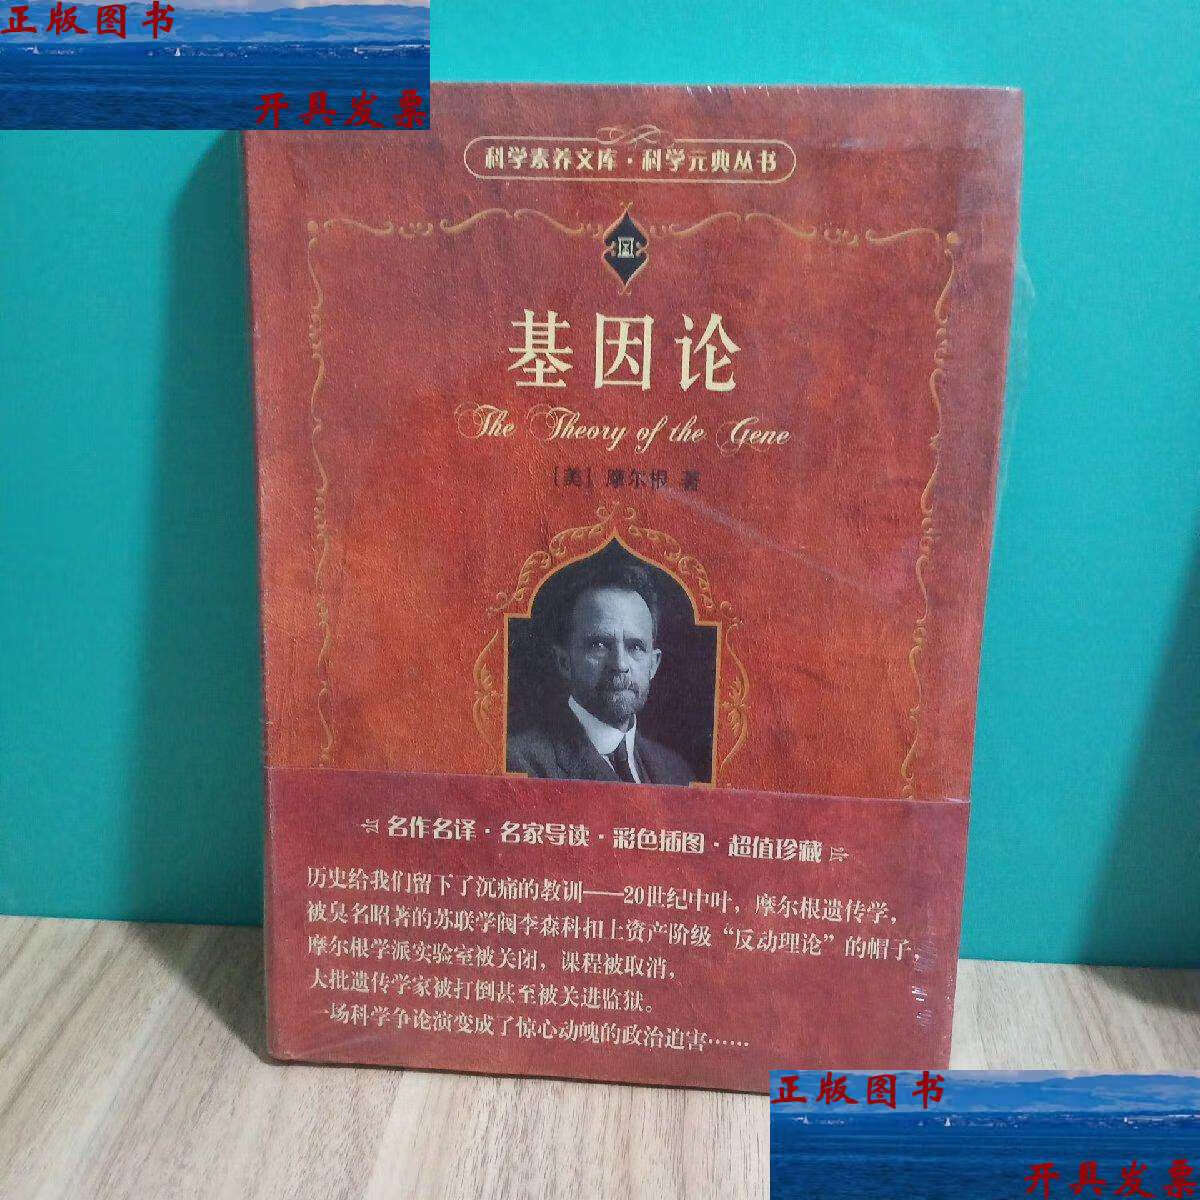 正版图书
开具发票
科学素养文库·科学元典丛书
基因论
The Theory of the Gene
[美] 摩尔根 著
名作名译·名家导读·彩色插图·超值珍藏
历史给我们留下了沉痛的教训——20世纪中叶，摩尔根遗传学，
被臭名昭著的苏联学阀李森科扣上资产阶级“反动理论”的帽子，
摩尔根学派实验室被关闭，课程被取消，
大批遗传学家被打倒甚至被关进监狱。
一场科学争论演变成了惊心动魄的政治迫害……
正版图书
开具发票